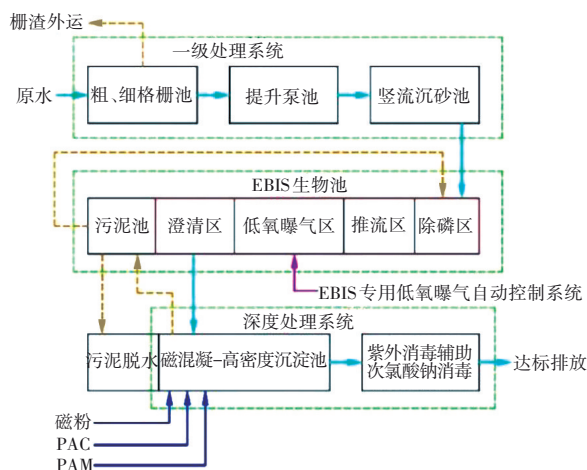 栅渣外运
一级处理系统
原水
粗、细格栅池
提升泵池
竖流沉砂池
EBIS生物池
污泥池
澄清区
低氧曝气区
推流区
除磷区
EBIS专用低氧曝气自动控制系统
深度处理系统
污泥脱水
磁混凝-高密度沉淀池
紫外消毒辅助
次氯酸钠消毒
达标排放
磁粉
PAC
PAM